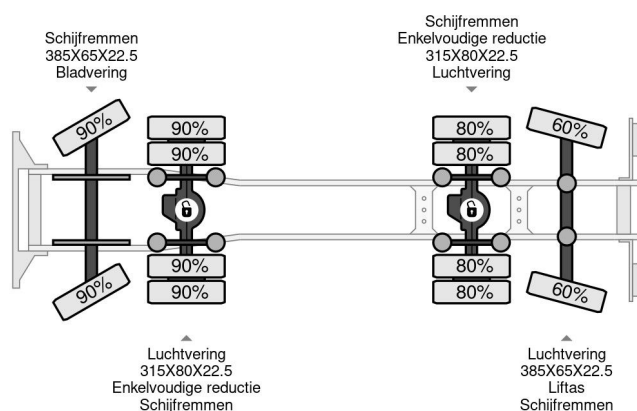 Schijfremmen
385X65X22.5
Bladvering
Schijfremmen
Enkelvoudige reductie
315X80X22.5
Luchtvering
90%
90%
90%
80%
80%
60%
90%
90%
90%
80%
80%
60%
Luchtvering
315X80X22.5
Enkelvoudige reductie
Schijfremmen
Luchtvering
385X65X22.5
Liftas
Schijfremmen